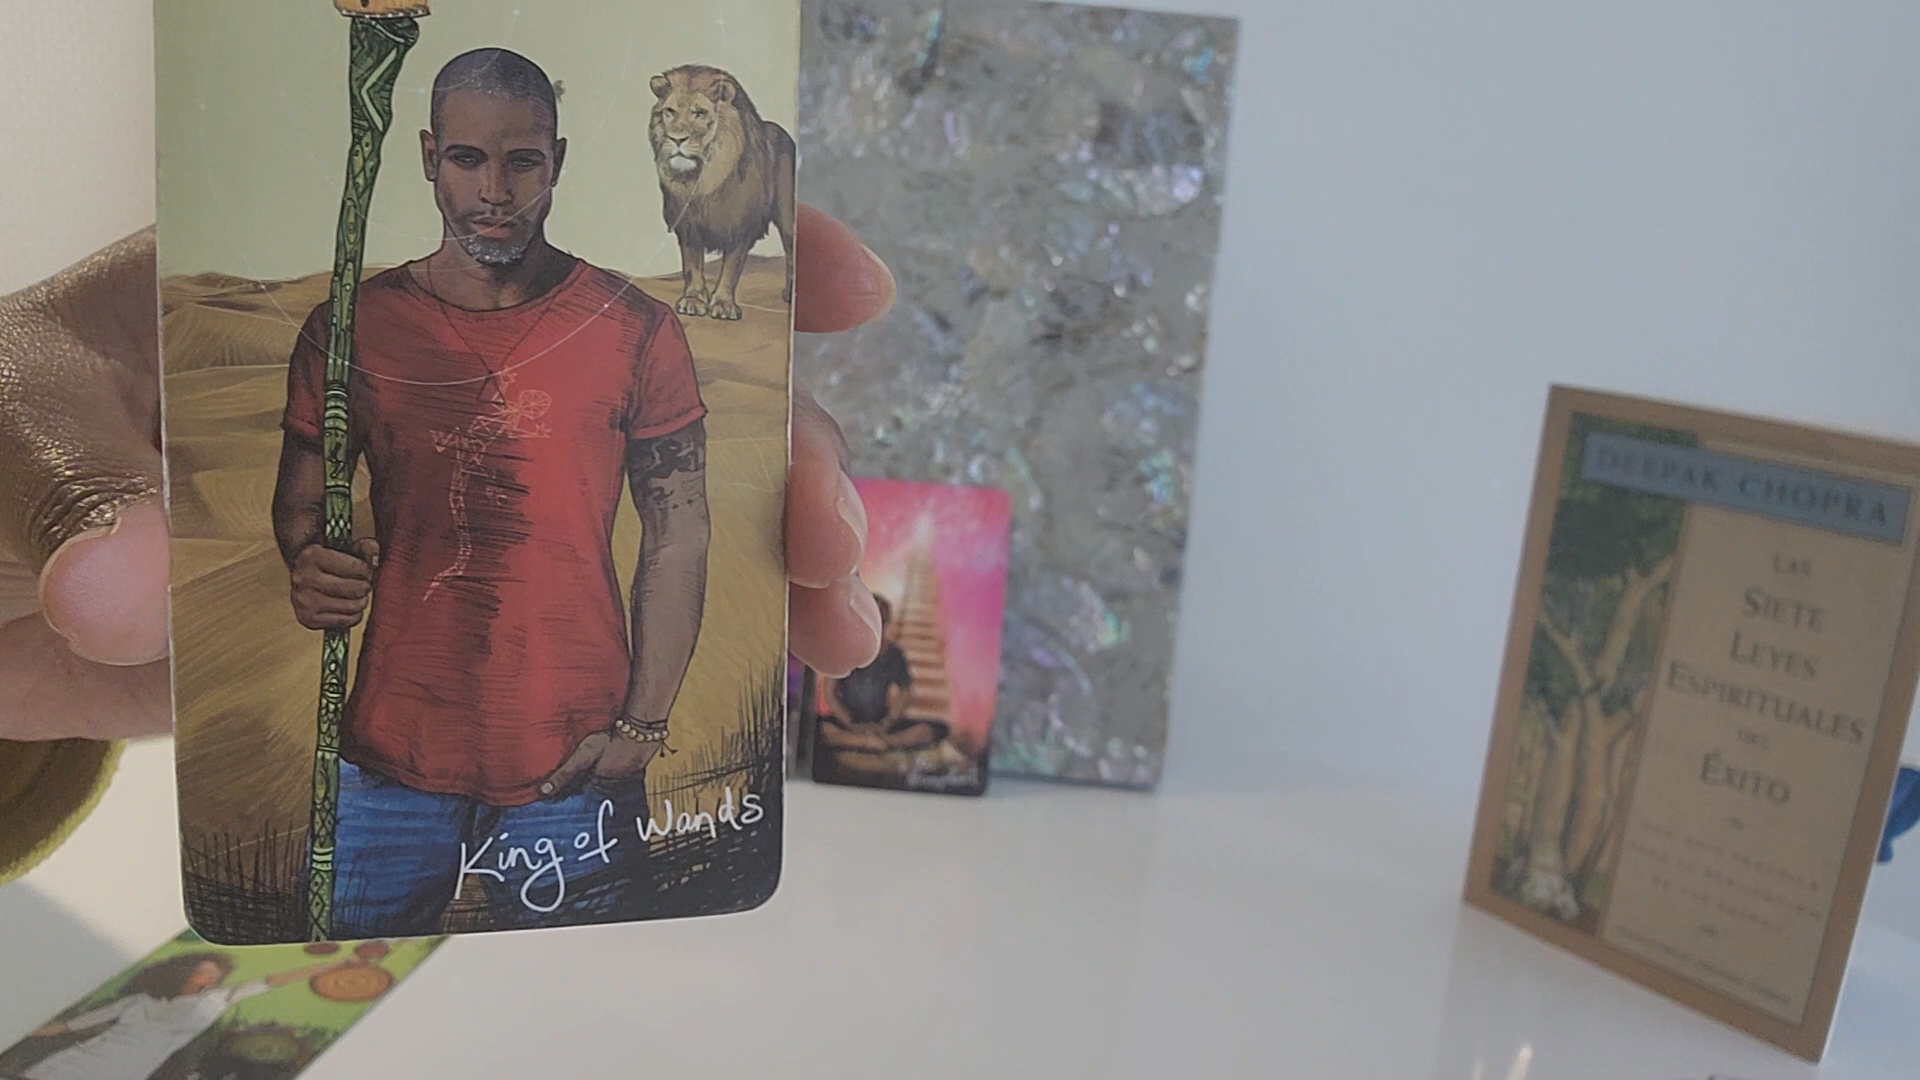 King of Wands
DEEPAK CHOPRA
LAS
SIETE
LEYES
ESPIRITUALES
DEL
ÉXITO